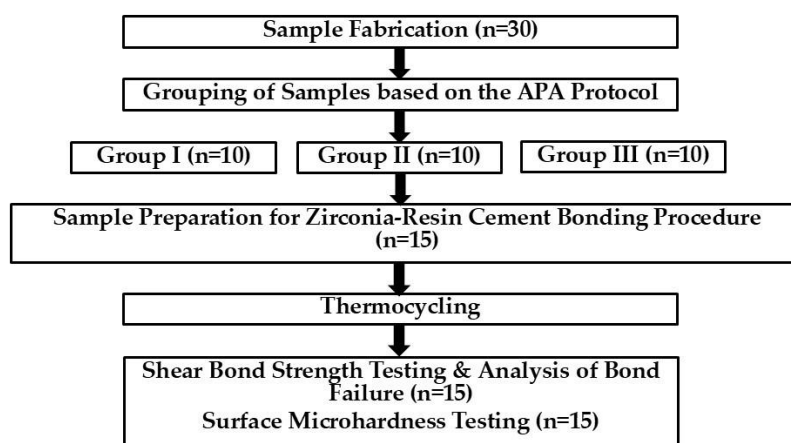 Sample Fabrication (n=30)
Grouping of Samples based on the APA Protocol
Group I (n=10)
Group II (n=10)
Group III (n=10)
Sample Preparation for Zirconia-Resin Cement Bonding Procedure
(n=15)
Thermocycling
Shear Bond Strength Testing & Analysis of Bond
Failure (n=15)
Surface Microhardness Testing (n=15)